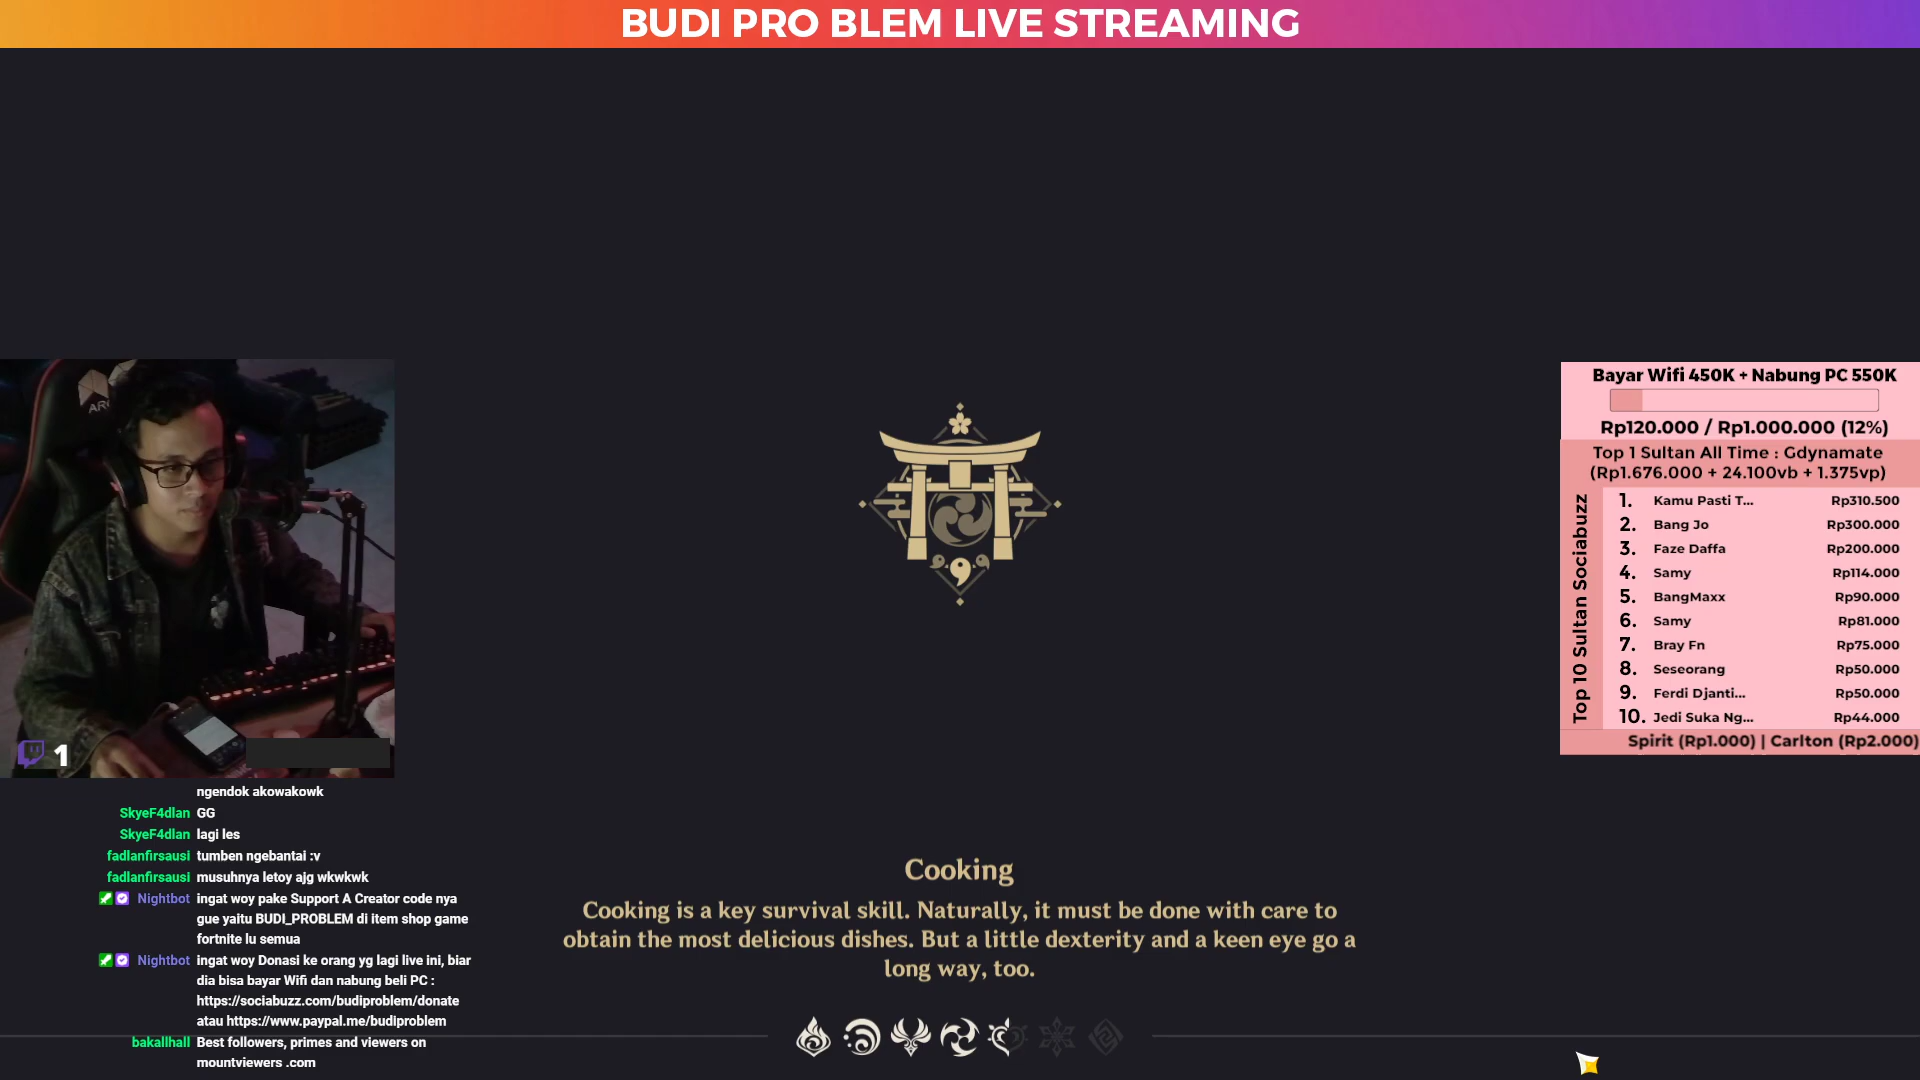 BUDI PRO BLEM LIVE STREAMING
Bayar Wifi 450K + Nabung PC 550K
Rp120.000 / Rp1.000.000 (12%)
Top 1 Sultan All Time : Gdynamate
(Rp1.676.000 + 24.100vb + 1.375vp)
Top 10 Sultan Sociabuzz
1. Kamu Pasti T... Rp310.500
2. Bang Jo Rp300.000
3. Faze Daffa Rp200.000
4. Samy Rp114.000
5. BangMaxx Rp90.000
6. Samy Rp81.000
7. Bray Fn Rp75.000
8. Seseorang Rp50.000
9. Ferdi Djanti... Rp50.000
10. Jedi Suka Ng... Rp44.000
Spirit (Rp1.000) | Carlton (Rp2.000)
1
ngendok akowakowk
SkyeF4dlan GG
SkyeF4dlan lagi les
fadlanfirsausi tumben ngebantai :v
fadlanfirsausi musuhnya letoy ajg wkwkwk
Nightbot ingat woy pake Support A Creator code nya
gue yaitu BUDI_PROBLEM di item shop game
fortnite lu semua
Nightbot ingat woy Donasi ke orang yg lagi live ini, biar
dia bisa bayar Wifi dan nabung beli PC :
https://sociabuzz.com/budiproblem/donate
atau https://www.paypal.me/budiproblem
bakallhall Best followers, primes and viewers on
mountviewers .com
Cooking
Cooking is a key survival skill. Naturally, it must be done with care to
obtain the most delicious dishes. But a little dexterity and a keen eye go a
long way, too.